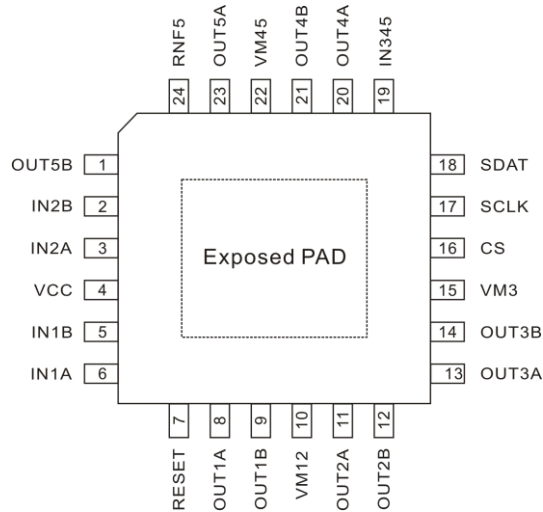 RNF5
OUT5A
VM45
OUT4B
OUT4A
IN345
24
23
22
21
20
19
OUT5B 1
IN2B 2
IN2A 3
VCC 4
IN1B 5
IN1A 6
Exposed PAD
18 SDAT
17 SCLK
16 CS
15 VM3
14 OUT3B
13 OUT3A
7
8
9
10
11
12
RESET
OUT1A
OUT1B
VM12
OUT2A
OUT2B